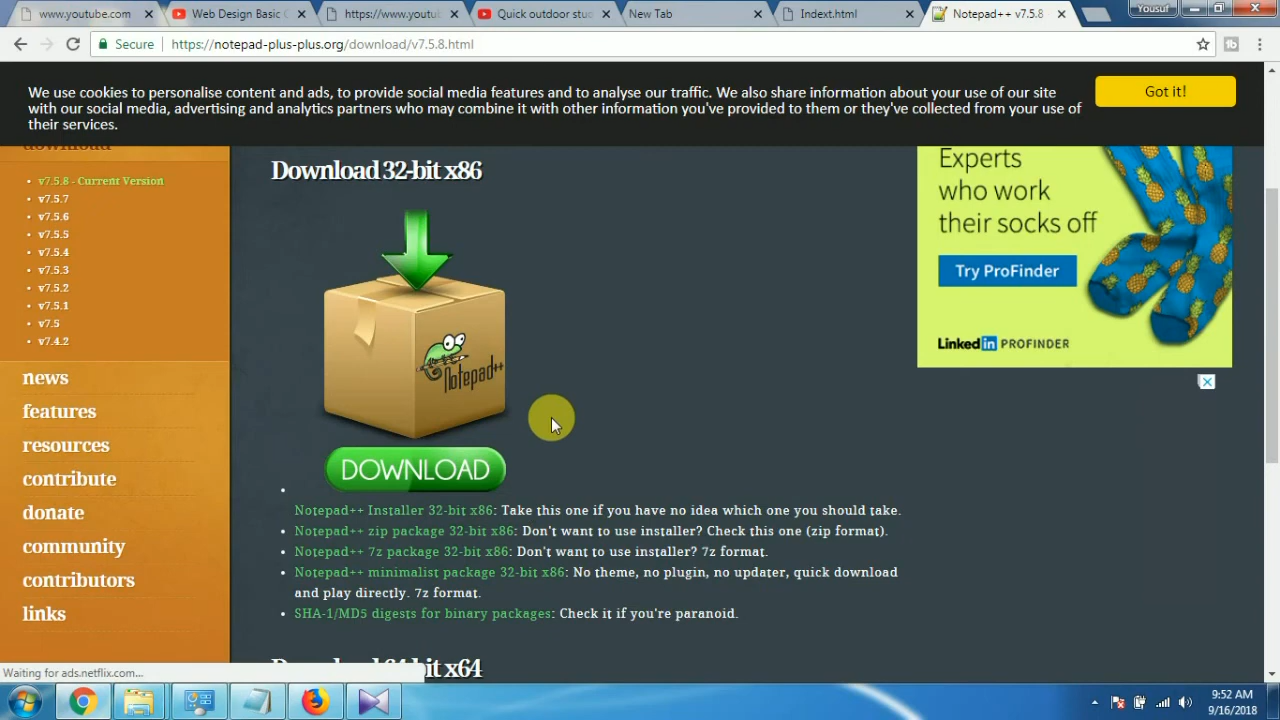 www.youtube.com
Web Design Basic C
https://www.youtu
Quick outdoor stu
New Tab
Indext.html
Notepad++ v7.5.8
Yousuf
Secure
https://notepad-plus-plus.org/download/v7.5.8.html
We use cookies to personalise content and ads, to provide social media features and to analyse our traffic. We also share information about your use of our site
with our social media, advertising and analytics partners who may combine it with other information you've provided to them or they've collected from your use of
their services.
Got it!
download
v7.5.8 - Current Version
v7.5.7
v7.5.6
v7.5.5
v7.5.4
v7.5.3
v7.5.2
v7.5.1
v7.5
v7.4.2
news
features
resources
contribute
donate
community
contributors
links
Download 32-bit x86
Notepad++
DOWNLOAD
Notepad++ Installer 32-bit x86: Take this one if you have no idea which one you should take.
Notepad++ zip package 32-bit x86: Don't want to use installer? Check this one (zip format).
Notepad++ 7z package 32-bit x86: Don't want to use installer? 7z format.
Notepad++ minimalist package 32-bit x86: No theme, no plugin, no updater, quick download
and play directly. 7z format.
SHA-1/MD5 digests for binary packages: Check it if you're paranoid.
Download 64-bit x64
Experts
who work
their socks off
Try ProFinder
Linked in PROFINDER
Waiting for ads.netflix.com...
9:52 AM
9/16/2018